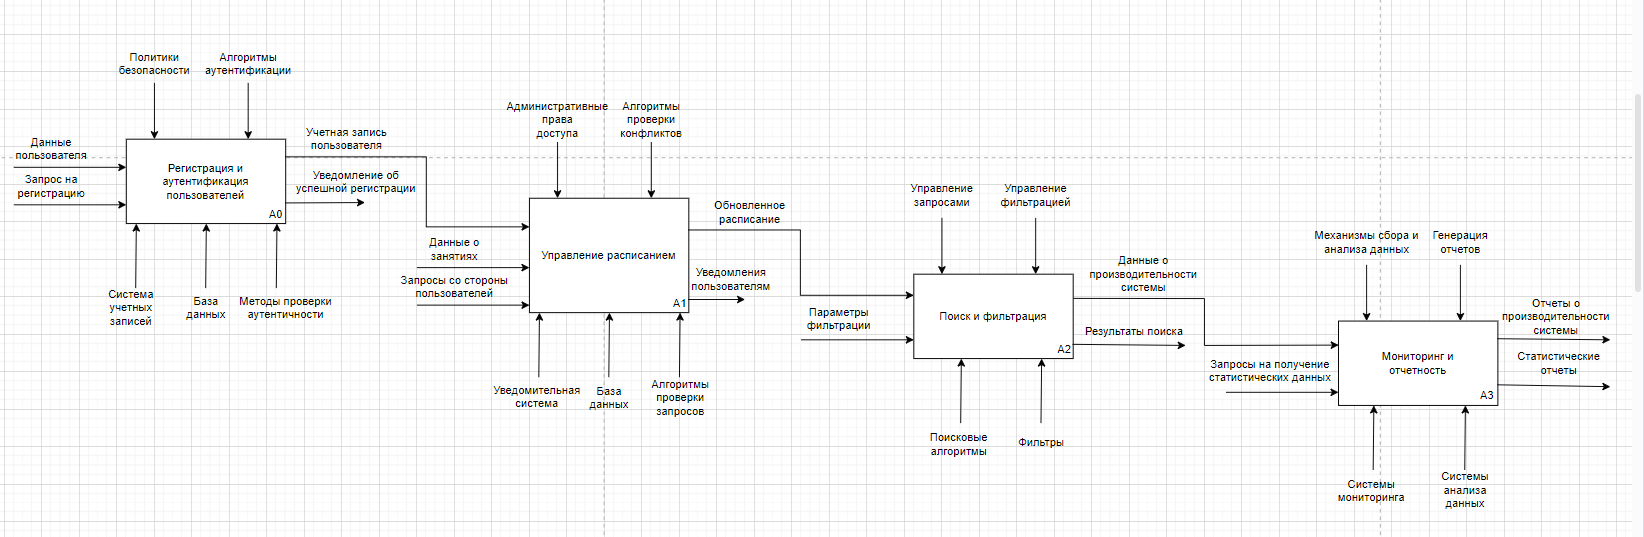 Политики
безопасности
Алгоритмы
аутентификации
Данные
пользователя
Запрос на
регистрацию
Регистрация и
аутентификация
пользователей
A0
Учетная запись
пользователя
Уведомление об
успешной регистрации
Система
учетных
записей
База
данных
Методы проверки
аутентичности
Административные
права
доступа
Алгоритмы
проверки
конфликтов
Данные о
занятиях
Запросы со стороны
пользователей
Управление расписанием
A1
Обновленное
расписание
Уведомления
пользователям
Уведомительная
система
База
данных
Алгоритмы
проверки
запросов
Управление
запросами
Управление
фильтрацией
Параметры
фильтрации
Поиск и фильтрация
A2
Данные о
производительности
системы
Результаты поиска
Поисковые
алгоритмы
Фильтры
Механизмы сбора и
анализа данных
Генерация
отчетов
Запросы на получение
статистических данных
Мониторинг и
отчетность
A3
Отчеты о
производительности
системы
Статистические
отчеты
Системы
мониторинга
Системы
анализа
данных